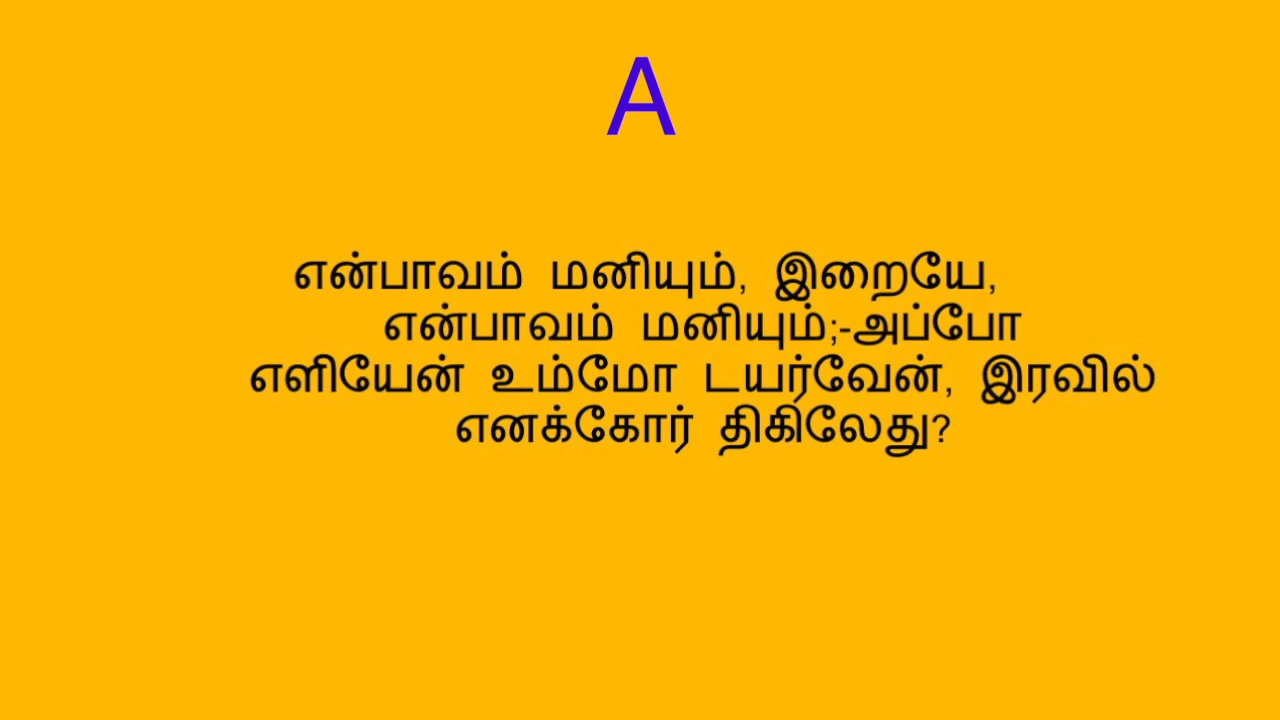 A
என்பாவம் மனியும், இறையே,
என்பாவம் மனியும்;-அப்போ
எளியேன் உம்மோ டயர்வேன், இரவில்
எனக்கோர் திகிலேது?